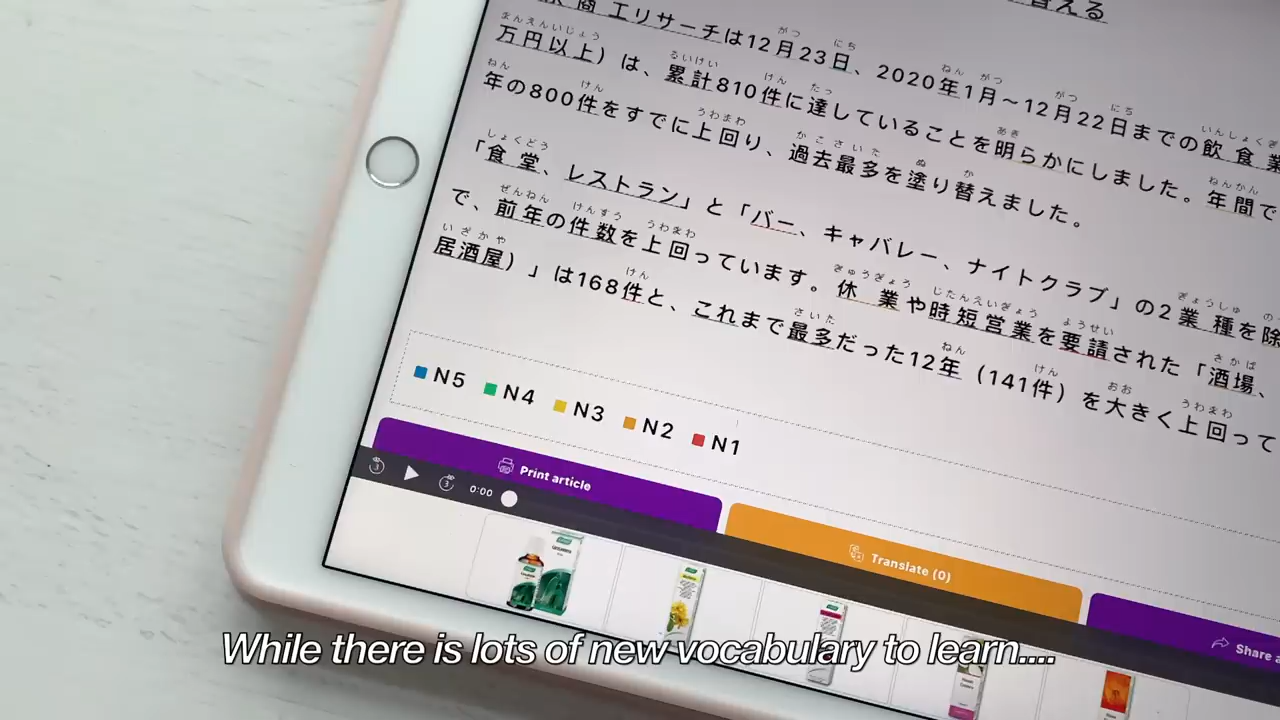 替える
商工リサーチは12月23日、2020年1月~12月22日までの飲食業
万円以上)は、累計810件に達していることを明らかにしました。年間で
年の800件をすでに上回り、過去最多を塗り替えました。
「食堂、レストラン」と「バー、キャバレー、ナイトクラブ」の2業種を除
で、前年の件数を上回っています。休業や時短営業を要請された「酒場、
居酒屋)」は168件と、これまで最多だった12年(141件)を大きく上回って
N5 N4 N3 N2 N1
Print article
3 3 0:00
Translate (0)
Share
While there is lots of new vocabulary to learn....